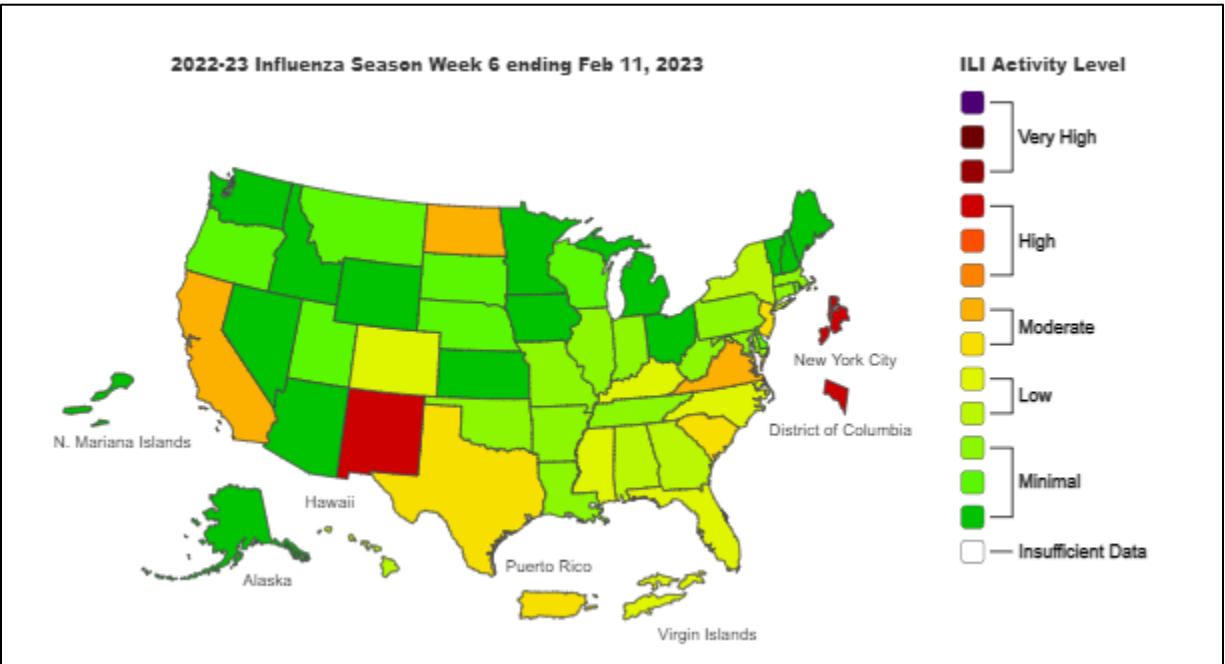 2022-23 Influenza Season Week 6 ending Feb 11, 2023
ILI Activity Level
Very High
High
Moderate
Low
Minimal
Insufficient Data
New York City
District of Columbia
N. Mariana Islands
Hawaii
Alaska
Puerto Rico
Virgin Islands